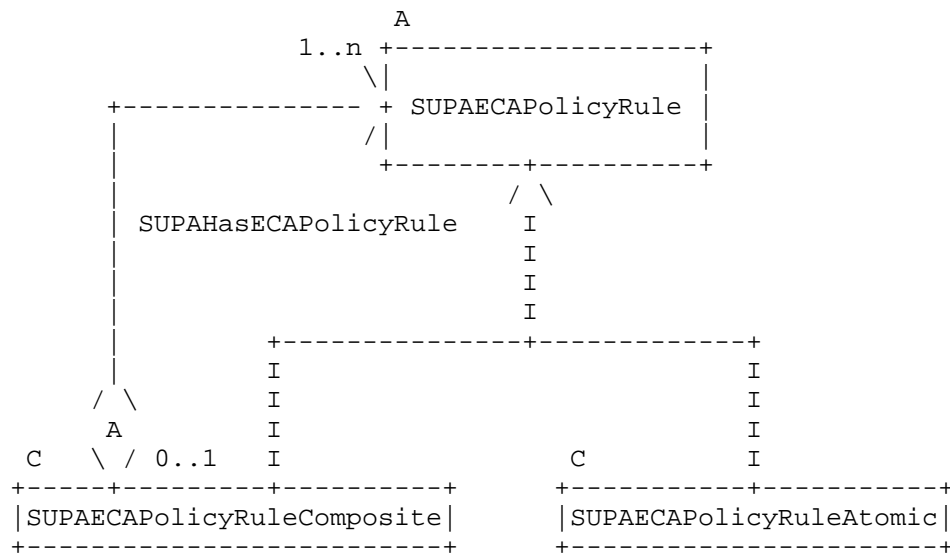 A
1..n
SUPAECAPolicyRule
SUPAHasECAPolicyRule I
I
I
I
I I
I I
A I I
C 0..1 I C I
SUPAECAPolicyRuleComposite SUPAECAPolicyRuleAtomic